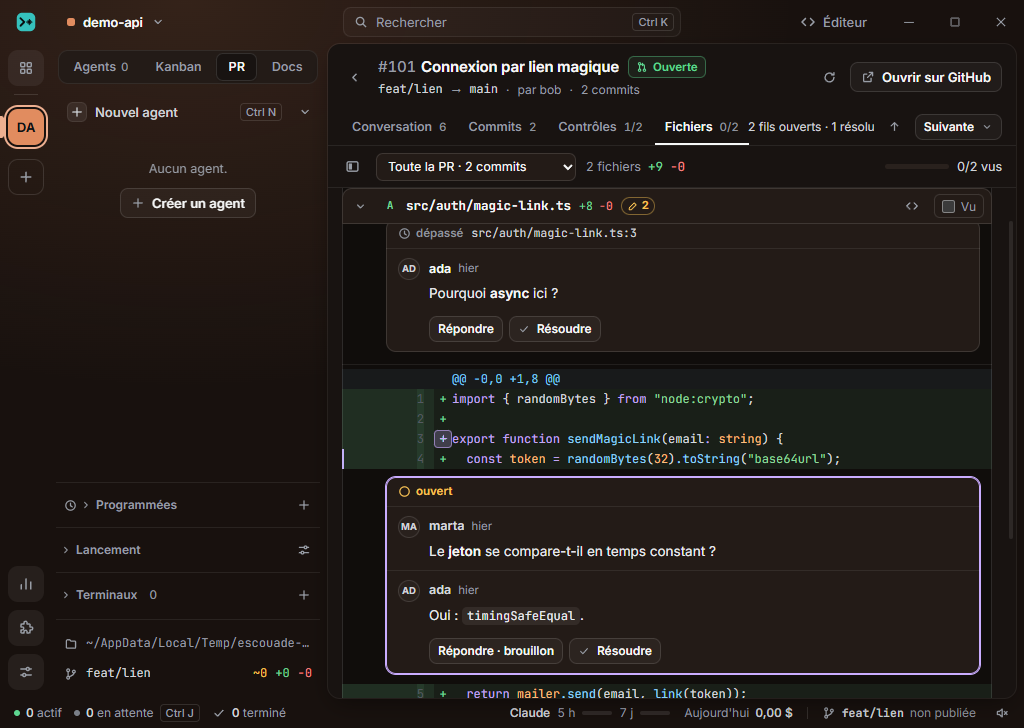 demo-api
Rechercher
Ctrl K
Éditeur
Agents 0
Kanban
PR
Docs
Nouvel agent
Ctrl N
DA
Aucun agent.
Créer un agent
Programmées
Lancement
Terminaux 0
~/AppData/Local/Temp/escouade-…
feat/lien
~0 +0 -0
#101 Connexion par lien magique
Ouverte
feat/lien → main · par bob · 2 commits
Ouvrir sur GitHub
Conversation 6
Commits 2
Contrôles 1/2
Fichiers 0/2
2 fils ouverts · 1 résolu
Suivante
Toute la PR · 2 commits
2 fichiers +9 -0
0/2 vus
A src/auth/magic-link.ts +8 -0
2
Vu
dépassé src/auth/magic-link.ts:3
AD
ada hier
Pourquoi async ici ?
Répondre
Résoudre
@@ -0,0 +1,8 @@
1 + import { randomBytes } from "node:crypto";
2 +
3 + export function sendMagicLink(email: string) {
4 + const token = randomBytes(32).toString("base64url");
ouvert
MA
marta hier
Le jeton se compare-t-il en temps constant ?
AD
ada hier
Oui : timingSafeEqual.
Répondre · brouillon
Résoudre
5 + return mailer.send(email, link(token));
0 actif
0 en attente
Ctrl J
0 terminé
Claude 5 h
7 j
Aujourd'hui 0,00 $
feat/lien non publiée